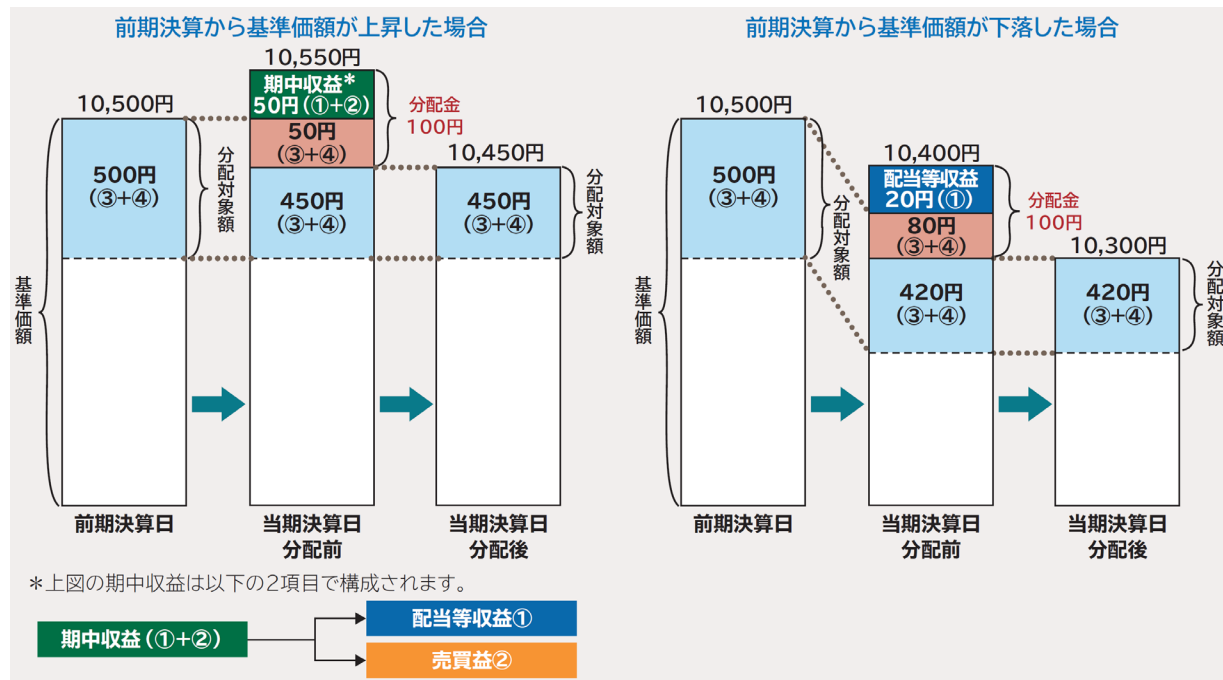 前期決算から基準価額が上昇した場合
10,500円
500円
(③+④)
分配対象額
基準価額
前期決算日
10,550円
期中収益*
50円(①+②)
50円
(③+④)
450円
(③+④)
分配金
100円
当期決算日
分配前
10,450円
450円
(③+④)
分配対象額
当期決算日
分配後
前期決算から基準価額が下落した場合
10,500円
500円
(③+④)
分配対象額
基準価額
前期決算日
10,400円
配当等収益
20円(①)
80円
(③+④)
420円
(③+④)
分配金
100円
当期決算日
分配前
10,300円
420円
(③+④)
分配対象額
当期決算日
分配後
*上図の期中収益は以下の2項目で構成されます。
期中収益(①+②)
配当等収益①
売買益②